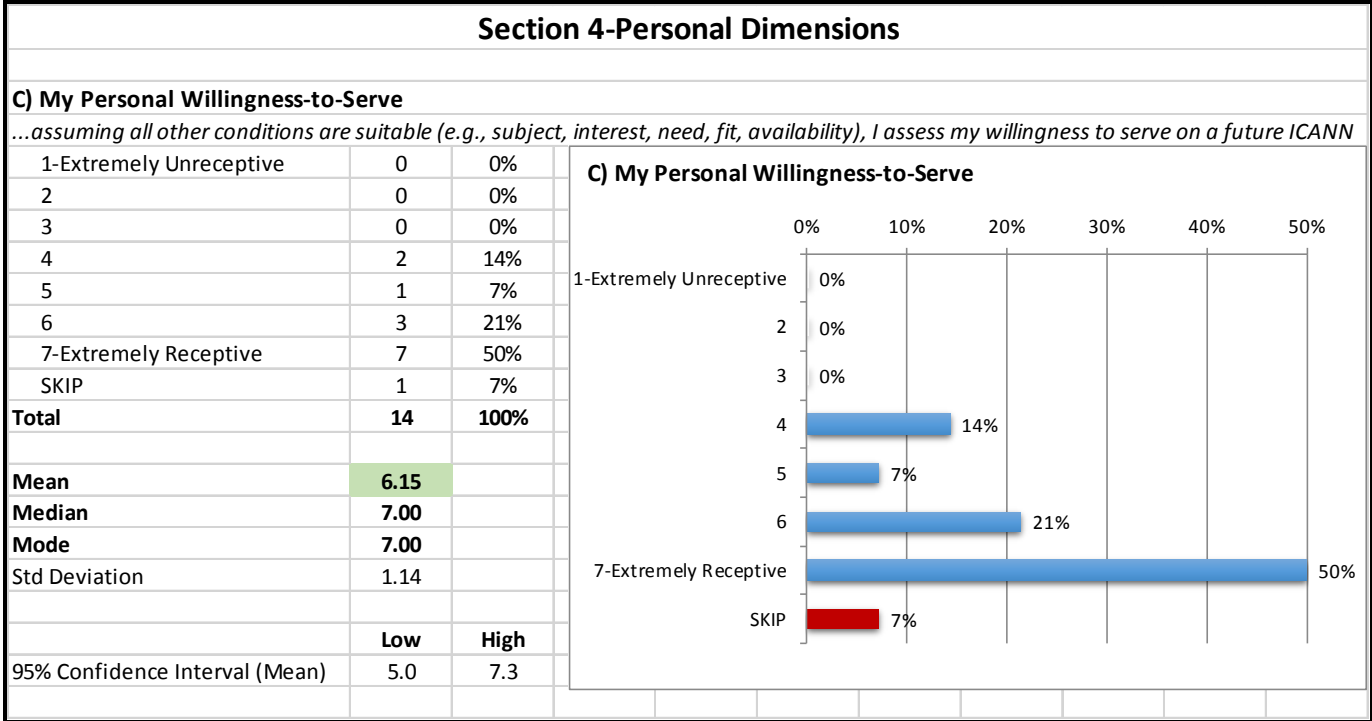 Section 4-Personal Dimensions
C) My Personal Willingness-to-Serve
...assuming all other conditions are suitable (e.g., subject, interest, need, fit, availability), I assess my willingness to serve on a future ICANN
1-Extremely Unreceptive 0 0%
2 0 0%
3 0 0%
4 2 14%
5 1 7%
6 3 21%
7-Extremely Receptive 7 50%
SKIP 1 7%
Total 14 100%
Mean 6.15
Median 7.00
Mode 7.00
Std Deviation 1.14
Low High
95% Confidence Interval (Mean) 5.0 7.3
C) My Personal Willingness-to-Serve
0% 10% 20% 30% 40% 50%
1-Extremely Unreceptive 0%
2 0%
3 0%
4 14%
5 7%
6 21%
7-Extremely Receptive 50%
SKIP 7%